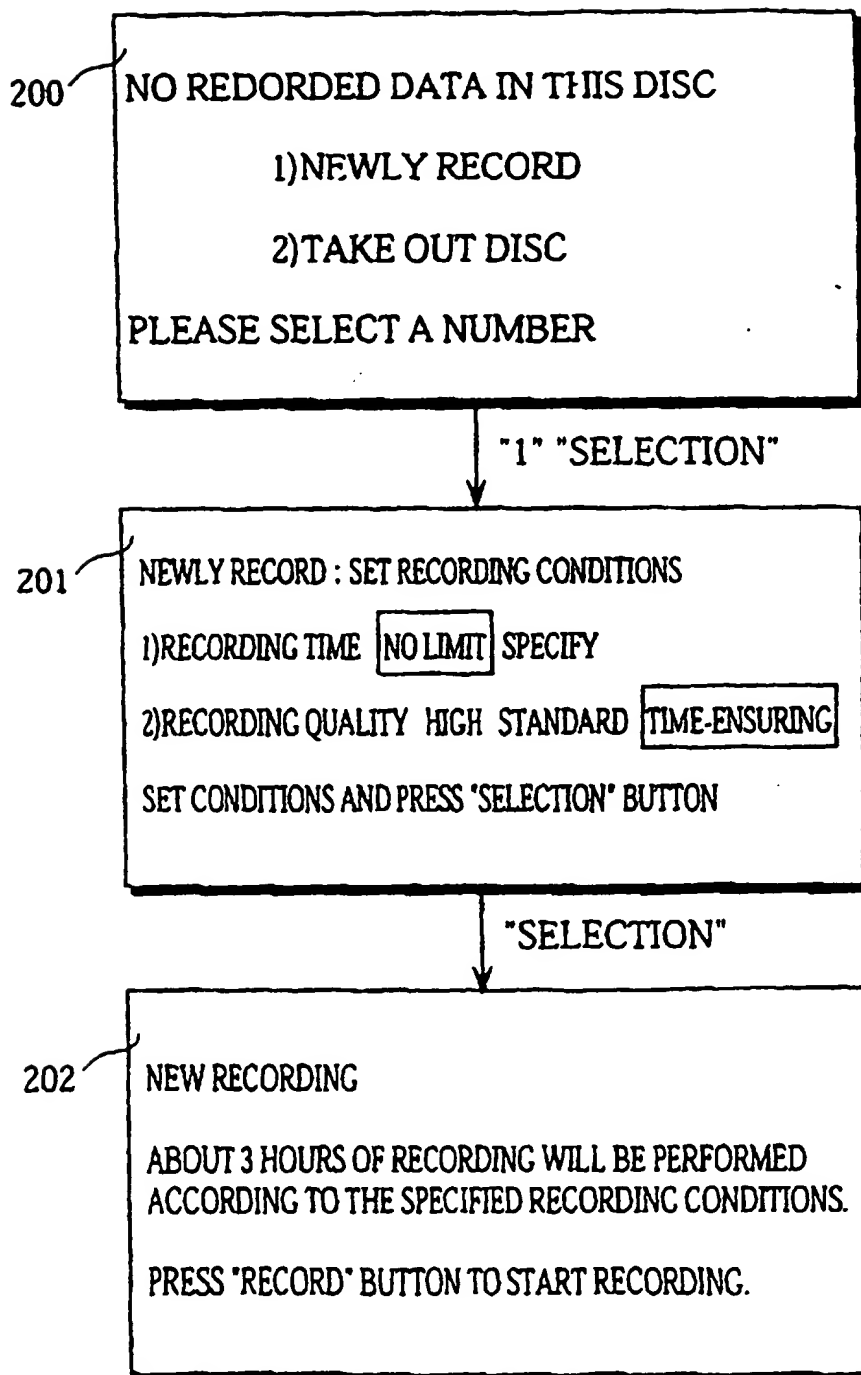 200
NO REDORDED DATA IN THIS DISC
1)NEWLY RECORD
2)TAKE OUT DISC
PLEASE SELECT A NUMBER
"1" "SELECTION"
201
NEWLY RECORD : SET RECORDING CONDITIONS
1)RECORDING TIME NO LIMIT SPECIFY
2)RECORDING QUALITY HIGH STANDARD TIME-ENSURING
SET CONDITIONS AND PRESS "SELECTION" BUTTON
"SELECTION"
202
NEW RECORDING
ABOUT 3 HOURS OF RECORDING WILL BE PERFORMED
ACCORDING TO THE SPECIFIED RECORDING CONDITIONS.
PRESS "RECORD" BUTTON TO START RECORDING.